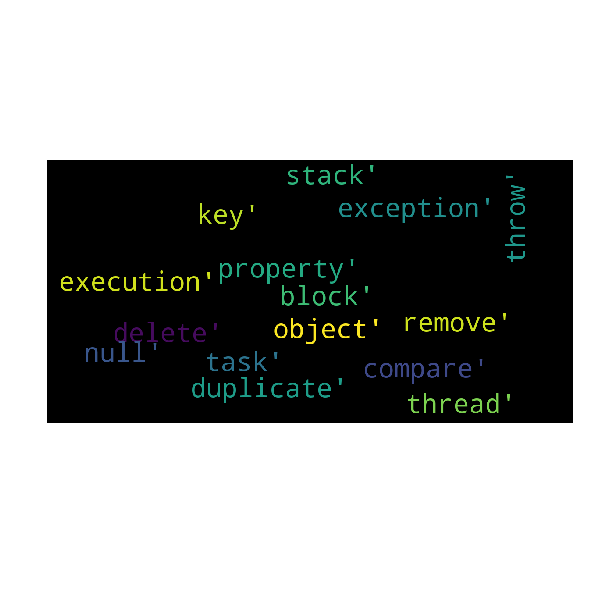 stack'
throw'
exception'
key'
property'
execution'
block'
remove'
object'
delete'
null'
task'
compare'
duplicate'
thread'